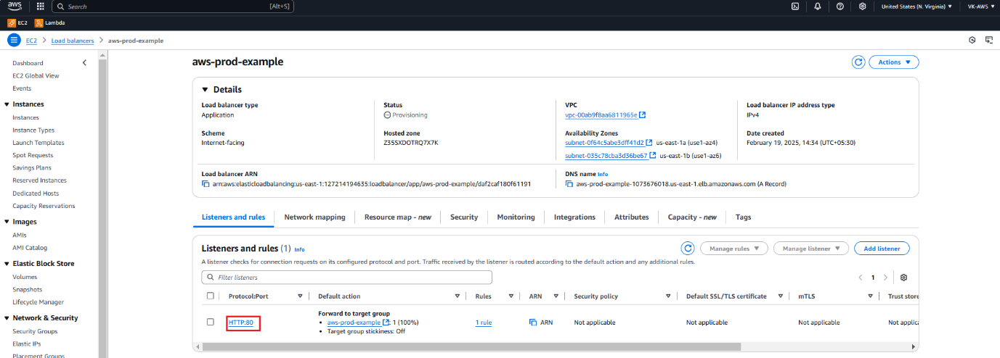 aws Search [Alt+S] United States (N. Virginia) VK-AWS
EC2 Lambda
EC2 Load balancers aws-prod-example
Dashboard
EC2 Global View
Events
Instances
Instances
Instance Types
Launch Templates
Spot Requests
Savings Plans
Reserved Instances
Dedicated Hosts
Capacity Reservations
Images
AMIs
AMI Catalog
Elastic Block Store
Volumes
Snapshots
Lifecycle Manager
Network & Security
Security Groups
Elastic IPs
Placement Groups
aws-prod-example Actions
Details
Load balancer type
Application
Status
Provisioning
VPC
vpc-00ab9f8aa6811965e
Load balancer IP address type
IPv4
Scheme
Internet-facing
Hosted zone
Z35SXDOTRQ7X7K
Availability Zones
subnet-0f64c5abe3dff41d2 us-east-1a (use1-az4)
subnet-035c78cba3d36be67 us-east-1b (use1-az6)
Date created
February 19, 2025, 14:34 (UTC+05:30)
Load balancer ARN
arn:aws:elasticloadbalancing:us-east-1:127214194635:loadbalancer/app/aws-prod-example/daf2caf180f61191
DNS name Info
aws-prod-example-1073676018.us-east-1.elb.amazonaws.com (A Record)
Listeners and rules Network mapping Resource map - new Security Monitoring Integrations Attributes Capacity - new Tags
Listeners and rules (1) Info Manage rules Manage listener Add listener
A listener checks for connection requests on its configured protocol and port. Traffic received by the listener is routed according to the default action and any additional rules.
Filter listeners 1
Protocol:Port Default action Rules ARN Security policy Default SSL/TLS certificate mTLS Trust store
HTTP:80
Forward to target group
• aws-prod-example : 1 (100%)
• Target group stickiness: Off
1 rule ARN Not applicable Not applicable Not applicable Not applica